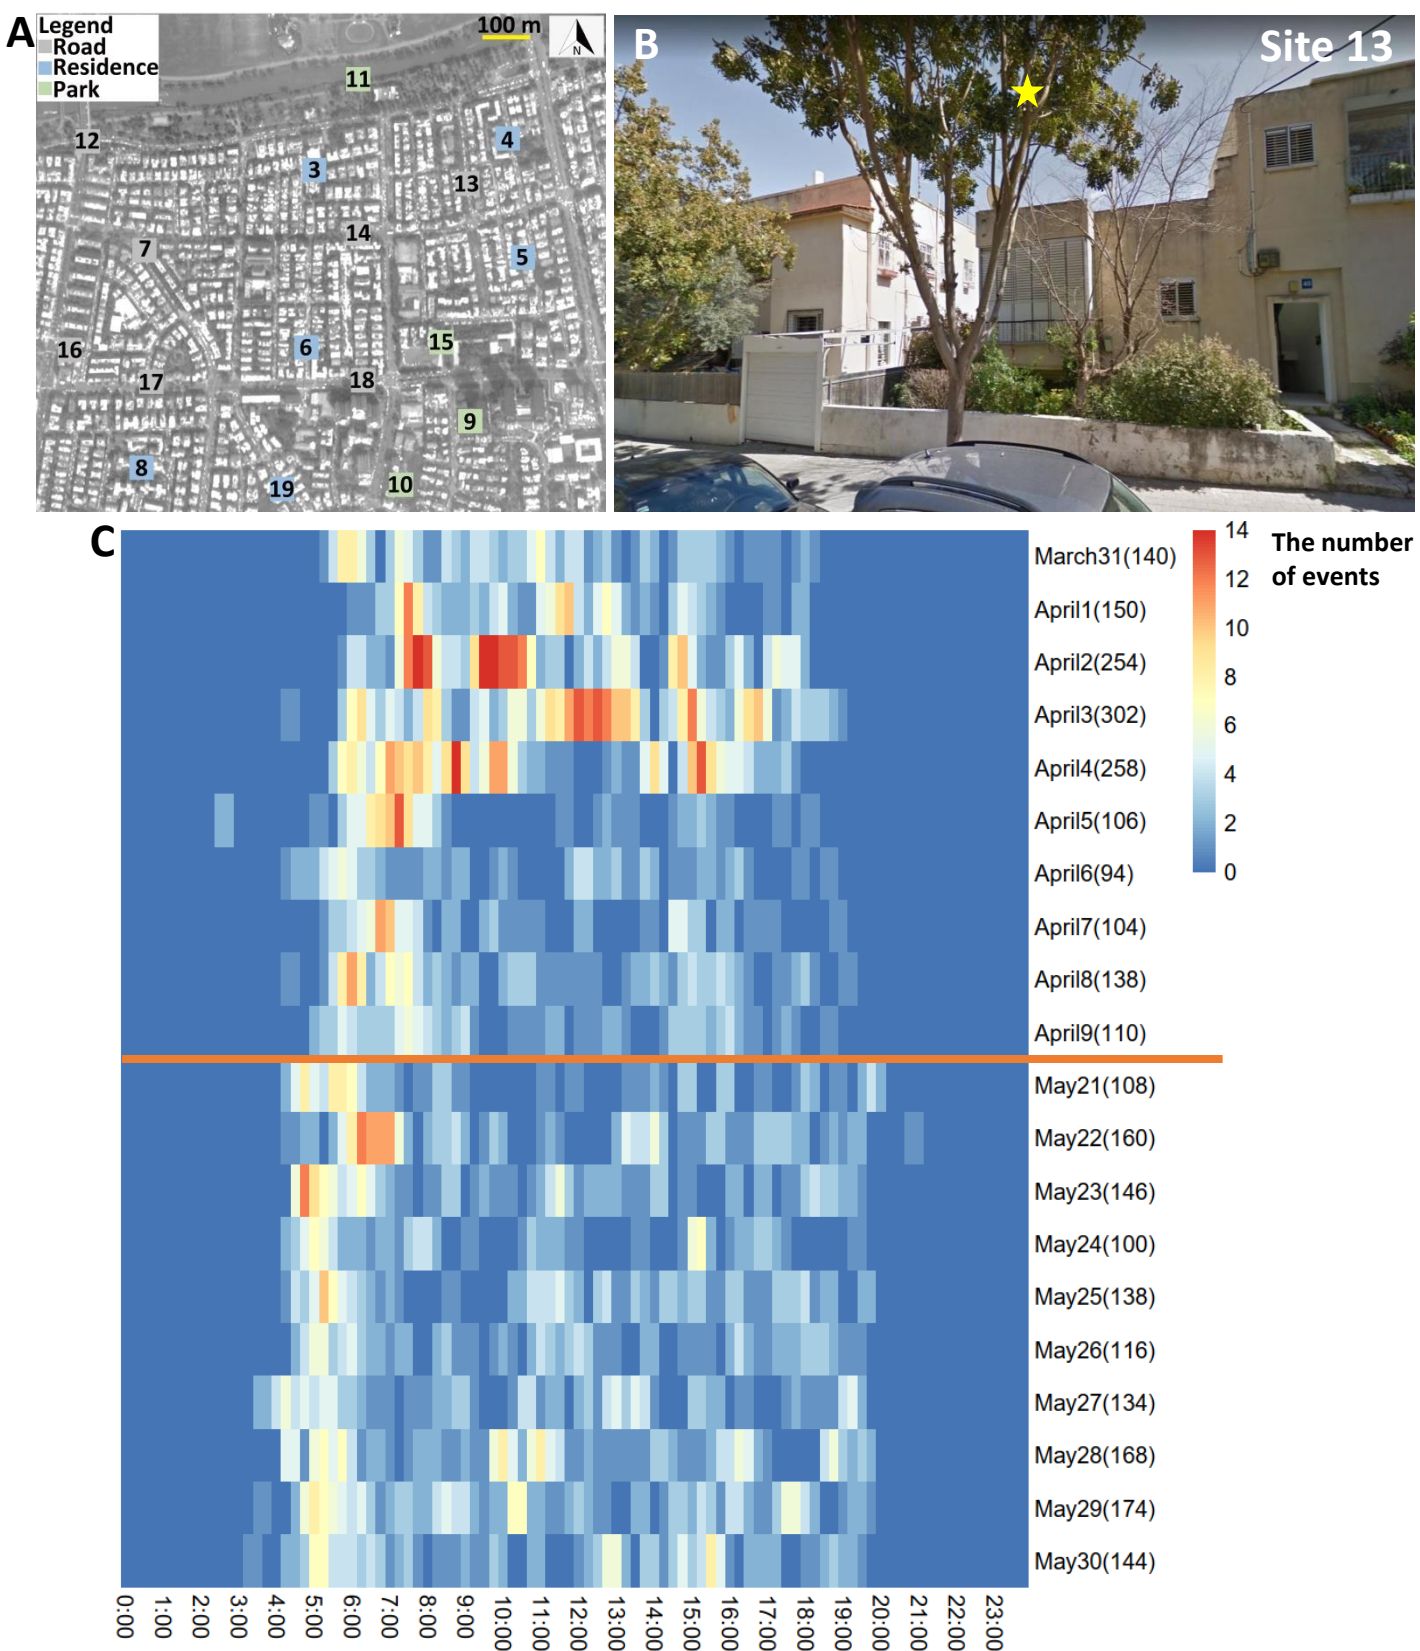 A
Legend
Road
Residence
Park
100 m
N
11
12
4
3
13
14
7
5
15
6
16
17
18
9
8
19
10
B
Site 13
40
C
March31(140)
April1(150)
April2(254)
April3(302)
April4(258)
April5(106)
April6(94)
April7(104)
April8(138)
April9(110)
May21(108)
May22(160)
May23(146)
May24(100)
May25(138)
May26(116)
May27(134)
May28(168)
May29(174)
May30(144)
14
12
10
8
6
4
2
0
The number
of events
0:00
1:00
2:00
3:00
4:00
5:00
6:00
7:00
8:00
9:00
10:00
11:00
12:00
13:00
14:00
15:00
16:00
17:00
18:00
19:00
20:00
21:00
22:00
23:00